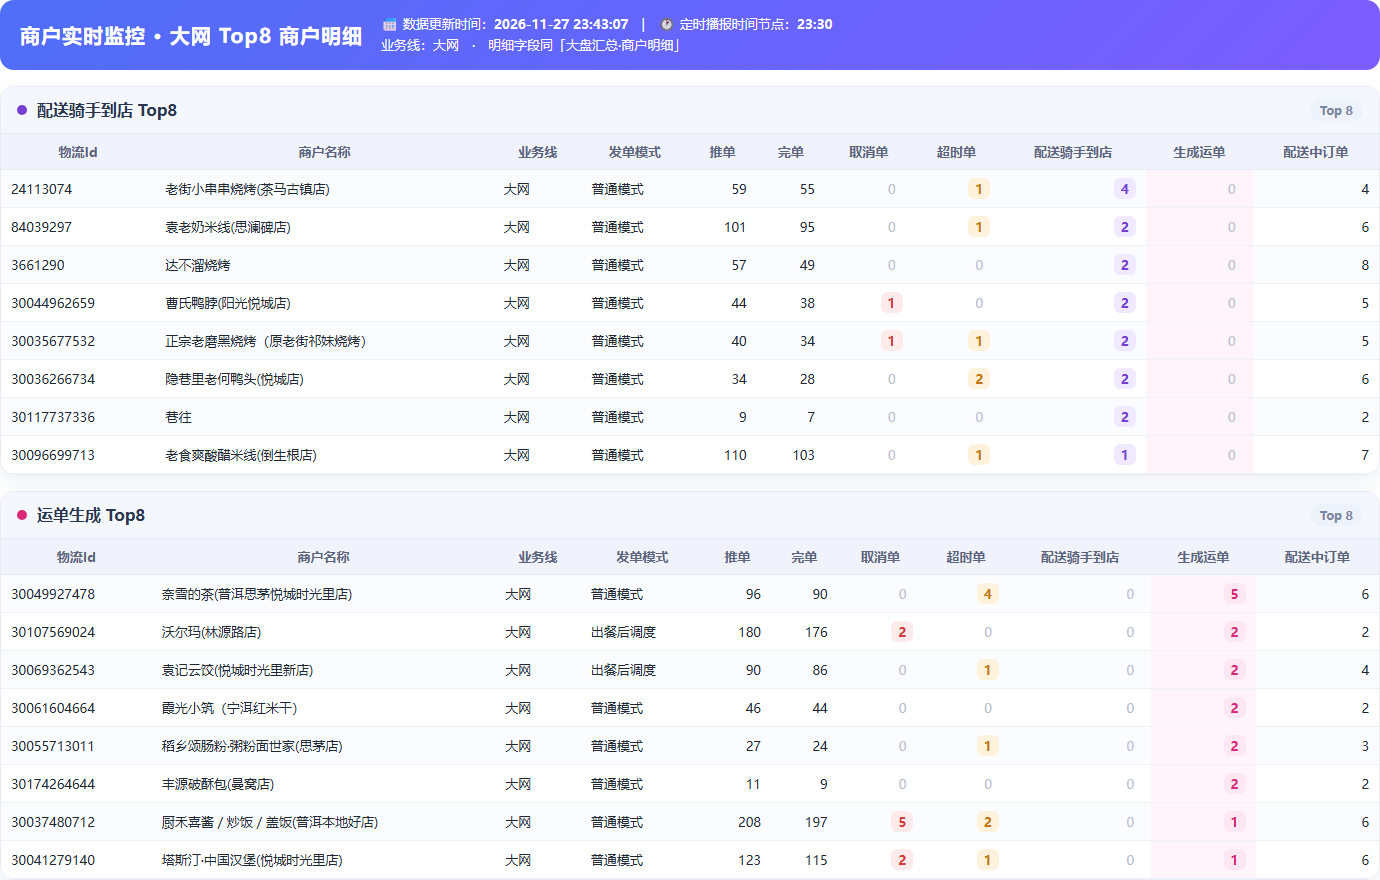 商户实时监控 · 大网 Top8 商户明细
数据更新时间：2026-11-27 23:43:07 | 定时播报时间节点：23:30
业务线：大网 · 明细字段同「大盘汇总·商户明细」
配送骑手到店 Top8 Top 8
物流Id 商户名称 业务线 发单模式 推单 完单 取消单 超时单 配送骑手到店 生成运单 配送中订单
24113074 老街小串串烧烤(茶马古镇店) 大网 普通模式 59 55 0 1 4 0 4
84039297 袁老奶米线(思澜碑店) 大网 普通模式 101 95 0 1 2 0 6
3661290 达不溜烧烤 大网 普通模式 57 49 0 0 2 0 8
30044962659 曹氏鸭脖(阳光悦城店) 大网 普通模式 44 38 1 0 2 0 5
30035677532 正宗老磨黑烧烤（原老街祁妹烧烤） 大网 普通模式 40 34 1 1 2 0 5
30036266734 隐巷里老何鸭头(悦城店) 大网 普通模式 34 28 0 2 2 0 6
30117737336 巷往 大网 普通模式 9 7 0 0 2 0 2
30096699713 老食爽酸醋米线(倒生根店) 大网 普通模式 110 103 0 1 1 0 7
运单生成 Top8 Top 8
物流Id 商户名称 业务线 发单模式 推单 完单 取消单 超时单 配送骑手到店 生成运单 配送中订单
30049927478 奈雪的茶(普洱思茅悦城时光里店) 大网 普通模式 96 90 0 4 0 5 6
30107569024 沃尔玛(林源路店) 大网 出餐后调度 180 176 2 0 0 2 2
30069362543 袁记云饺(悦城时光里新店) 大网 出餐后调度 90 86 0 1 0 2 4
30061604664 霞光小筑（宁洱红米干） 大网 普通模式 46 44 0 0 0 2 2
30055713011 稻乡颂肠粉·粥粉面世家(思茅店) 大网 普通模式 27 24 0 1 0 2 3
30174264644 丰源破酥包(曼窝店) 大网 普通模式 11 9 0 0 0 2 2
30037480712 厨禾喜酱 / 炒饭 / 盖饭(普洱本地好店) 大网 普通模式 208 197 5 2 0 1 6
30041279140 塔斯汀·中国汉堡(悦城时光里店) 大网 普通模式 123 115 2 1 0 1 6